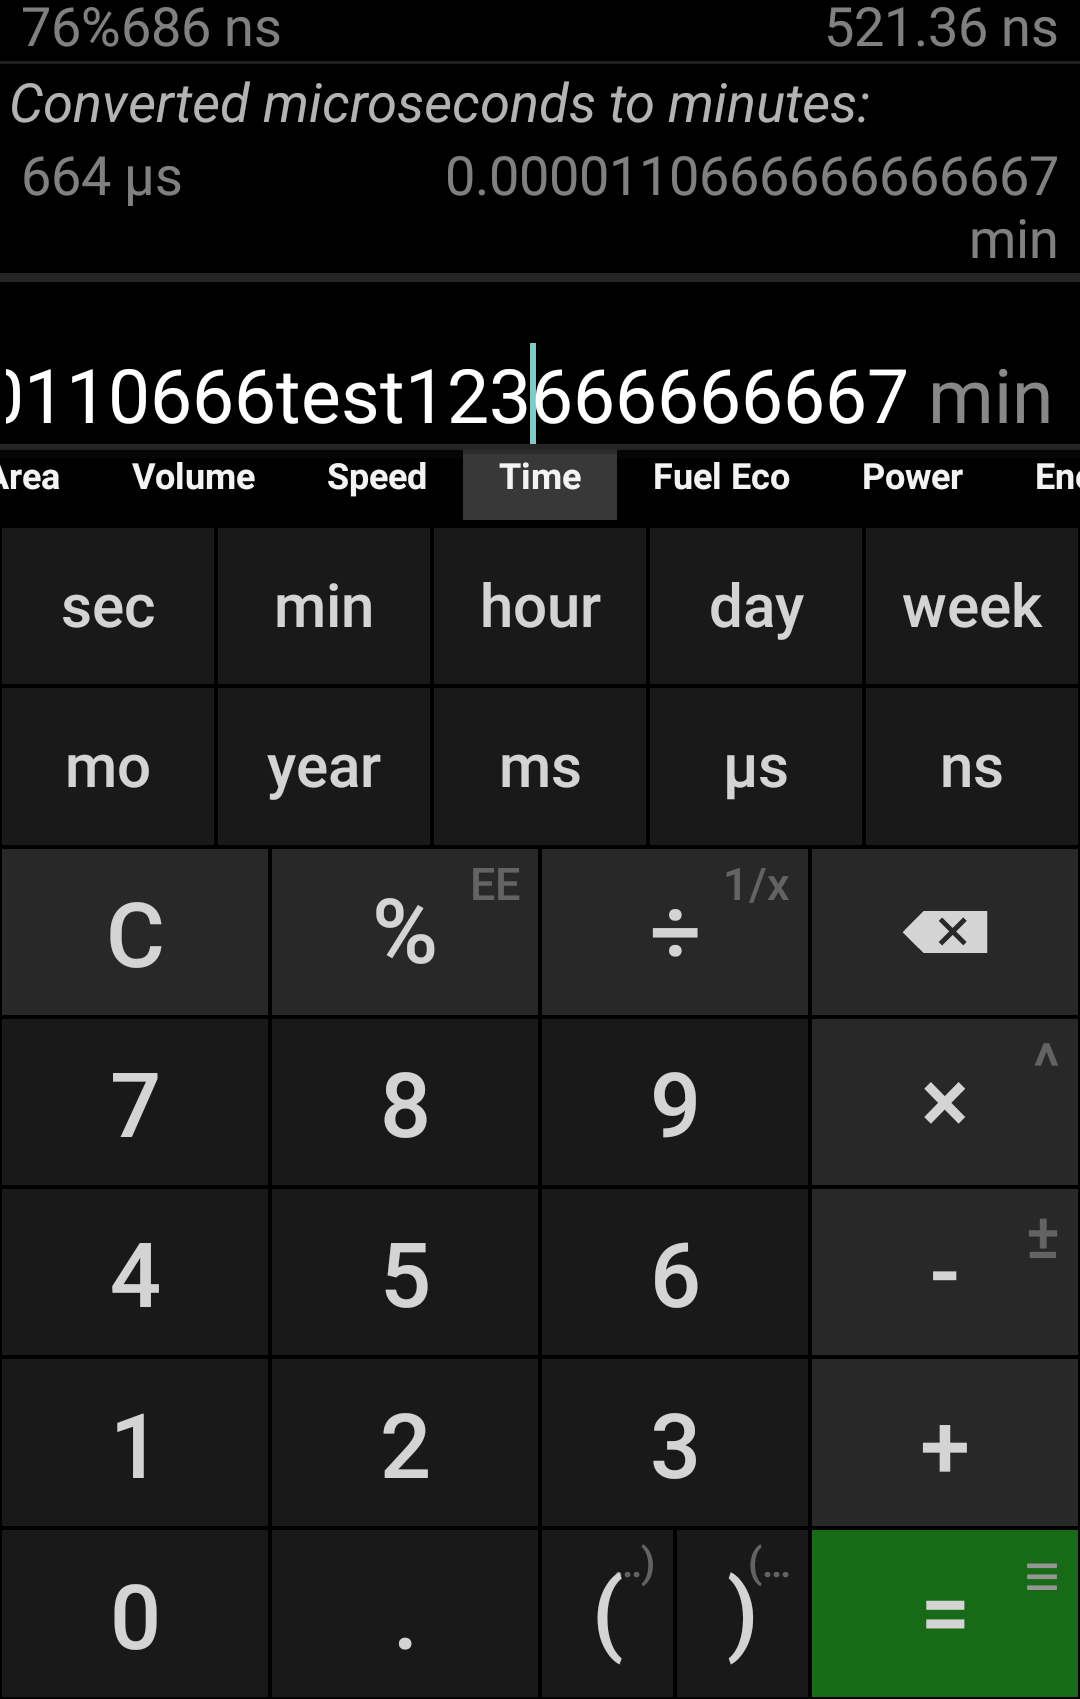 76%686 ns 521.36 ns
Converted microseconds to minutes:
664 µs 0.0000110666666666667
min
0110666test123666666667 min
Area Volume Speed Time Fuel Eco Power
sec min hour day week
mo year ms µs ns
C % EE ÷ 1/x
7 8 9 × ^
4 5 6 - ±
1 2 3 +
0 . ( ..) ) (... = ≡